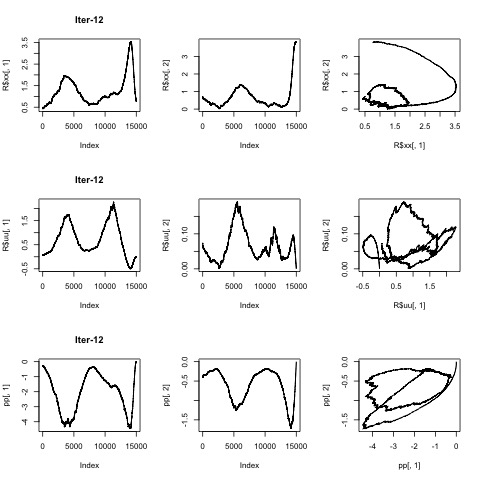 Iter-12
R$xx[, 1]
0.5 1.5 2.5 3.5
0 5000 10000 15000
Index
R$xx[, 2]
0 1 2 3
0 5000 10000 15000
Index
R$xx[, 2]
0 1 2 3
0.5 1.5 2.5 3.5
R$xx[, 1]
Iter-12
R$uu[, 1]
-0.5 0.5 1.5
0 5000 10000 15000
Index
R$uu[, 2]
0.00 0.10
0 5000 10000 15000
Index
R$uu[, 2]
0.00 0.10
-0.5 0.5 1.5
R$uu[, 1]
Iter-12
pp[, 1]
-4 -3 -2 -1 0
0 5000 10000 15000
Index
pp[, 2]
-1.5 -0.5 0.0
0 5000 10000 15000
Index
pp[, 2]
-1.5 -0.5 0.0
-4 -3 -2 -1 0
pp[, 1]